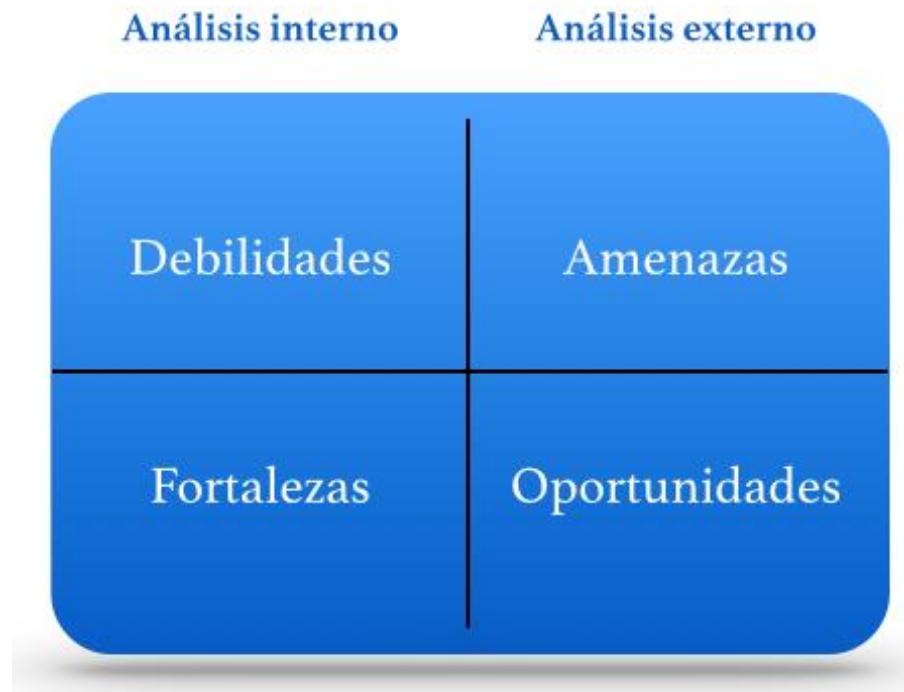 Análisis interno Análisis externo
Debilidades Amenazas
Fortalezas Oportunidades